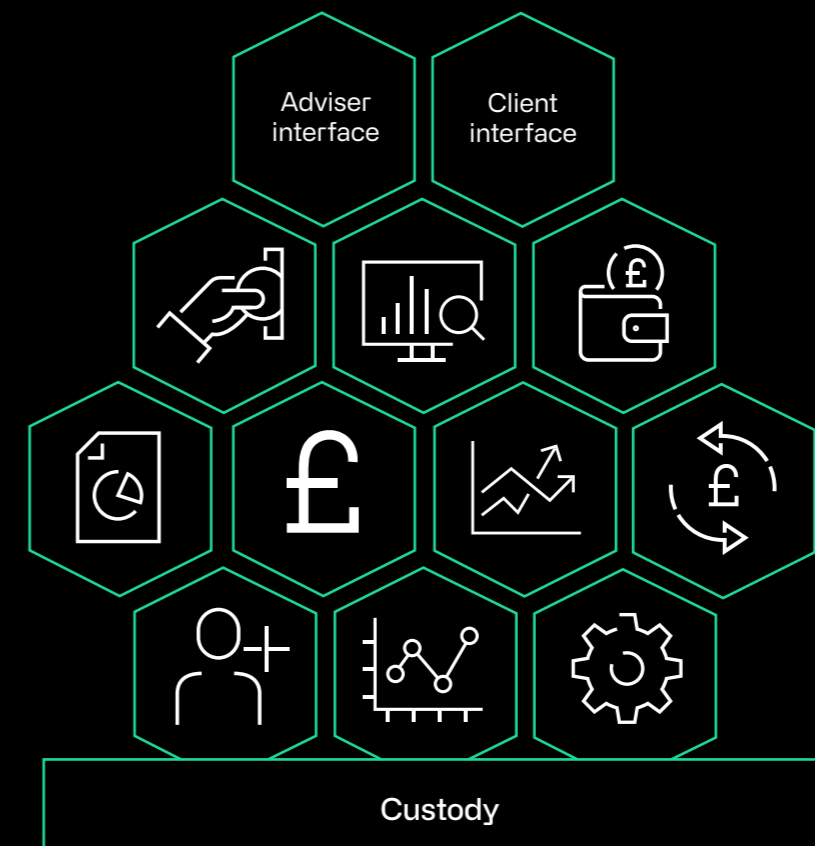 Adviser
interface
Client
interface
£
£
£
Custody